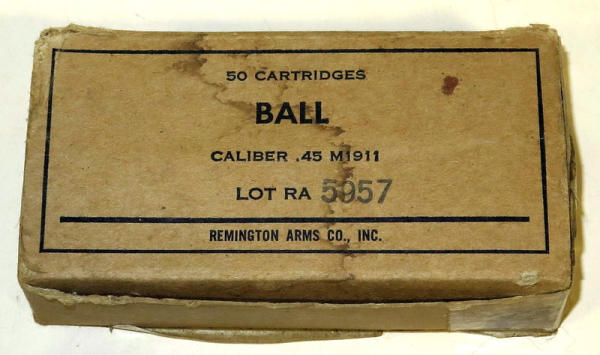 50 CARTRIDGES
BALL
CALIBER .45 M1911
LOT RA 5957
REMINGTON ARMS CO., INC.